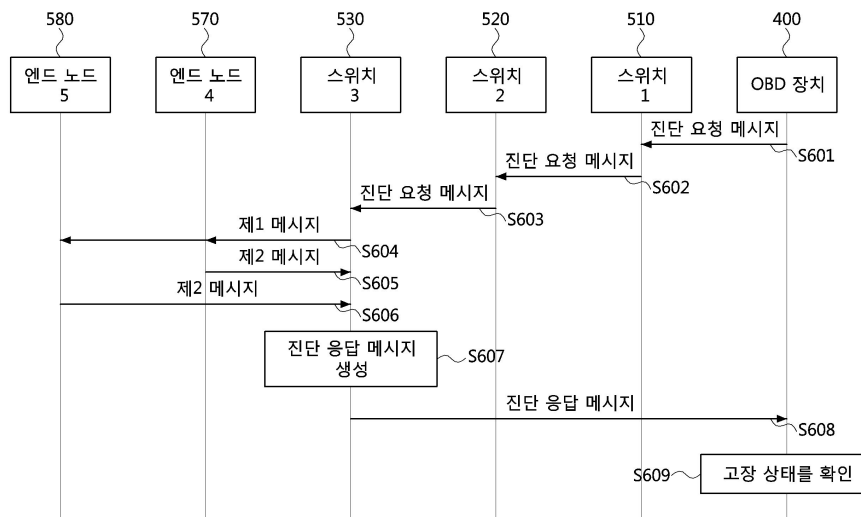 580
570
530
520
510
400
엔드 노드
5
엔드 노드
4
스위치
3
스위치
2
스위치
1
OBD 장치
진단 요청 메시지
S601
진단 요청 메시지
S602
진단 요청 메시지
S603
제1 메시지
S604
제2 메시지
S605
제2 메시지
S606
진단 응답 메시지
생성
S607
진단 응답 메시지
S608
S609
고장 상태를 확인